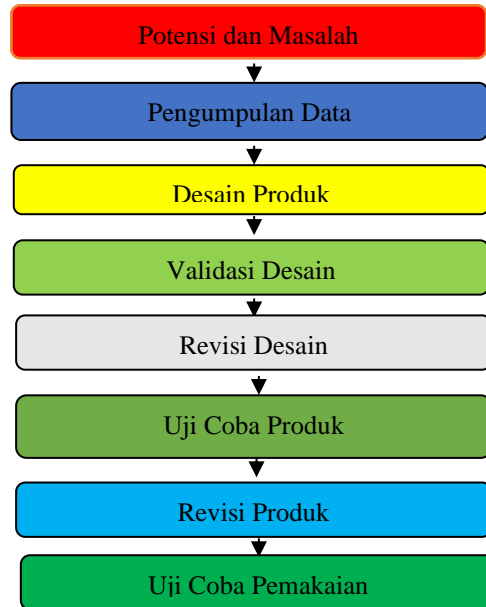 Potensi dan Masalah
Pengumpulan Data
Desain Produk
Validasi Desain
Revisi Desain
Uji Coba Produk
Revisi Produk
Uji Coba Pemakaian